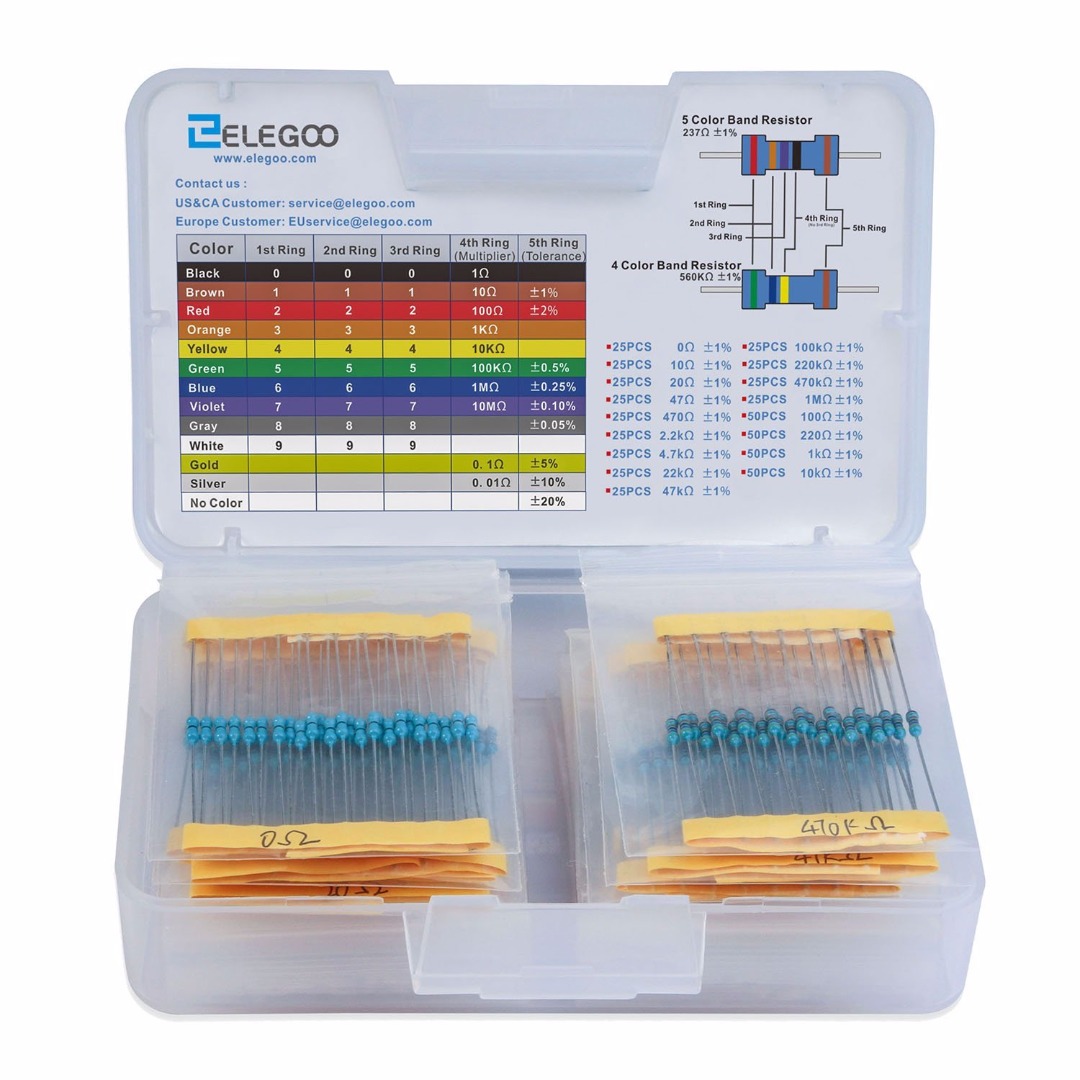 ELEGOO
www.elegoo.com
Contact us :
US&CA Customer: service@elegoo.com
Europe Customer: EUservice@elegoo.com
Color 1st Ring 2nd Ring 3rd Ring 4th Ring (Multiplier) 5th Ring (Tolerance)
Black 0 0 0 1Ω
Brown 1 1 1 10Ω ±1%
Red 2 2 2 100Ω ±2%
Orange 3 3 3 1KΩ
Yellow 4 4 4 10KΩ
Green 5 5 5 100KΩ ±0.5%
Blue 6 6 6 1MΩ ±0.25%
Violet 7 7 7 10MΩ ±0.10%
Gray 8 8 8 ±0.05%
White 9 9 9
Gold 0.1Ω ±5%
Silver 0.01Ω ±10%
No Color ±20%
5 Color Band Resistor
237Ω ±1%
1st Ring
2nd Ring
3rd Ring
4th Ring
(No 3rd Ring)
5th Ring
4 Color Band Resistor
560KΩ ±1%
25PCS 0Ω ±1% 25PCS 100kΩ ±1%
25PCS 10Ω ±1% 25PCS 220kΩ ±1%
25PCS 20Ω ±1% 25PCS 470kΩ ±1%
25PCS 47Ω ±1% 25PCS 1MΩ ±1%
25PCS 470Ω ±1% 50PCS 100Ω ±1%
25PCS 2.2kΩ ±1% 50PCS 220Ω ±1%
25PCS 4.7kΩ ±1% 50PCS 1kΩ ±1%
25PCS 22kΩ ±1% 50PCS 10kΩ ±1%
25PCS 47kΩ ±1%
0Ω
470KΩ